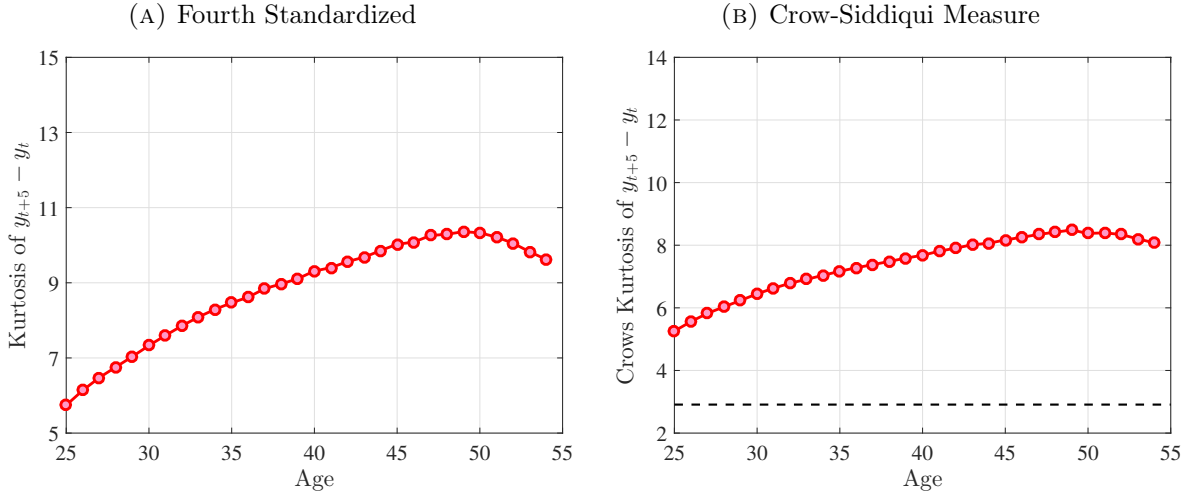 (A) Fourth Standardized
Kurtosis of y_{t+5} − y_t
15
13
11
9
7
5
25 30 35 40 45 50 55
Age
(B) Crow-Siddiqui Measure
Crows Kurtosis of y_{t+5} − y_t
14
12
10
8
6
4
2
25 30 35 40 45 50 55
Age